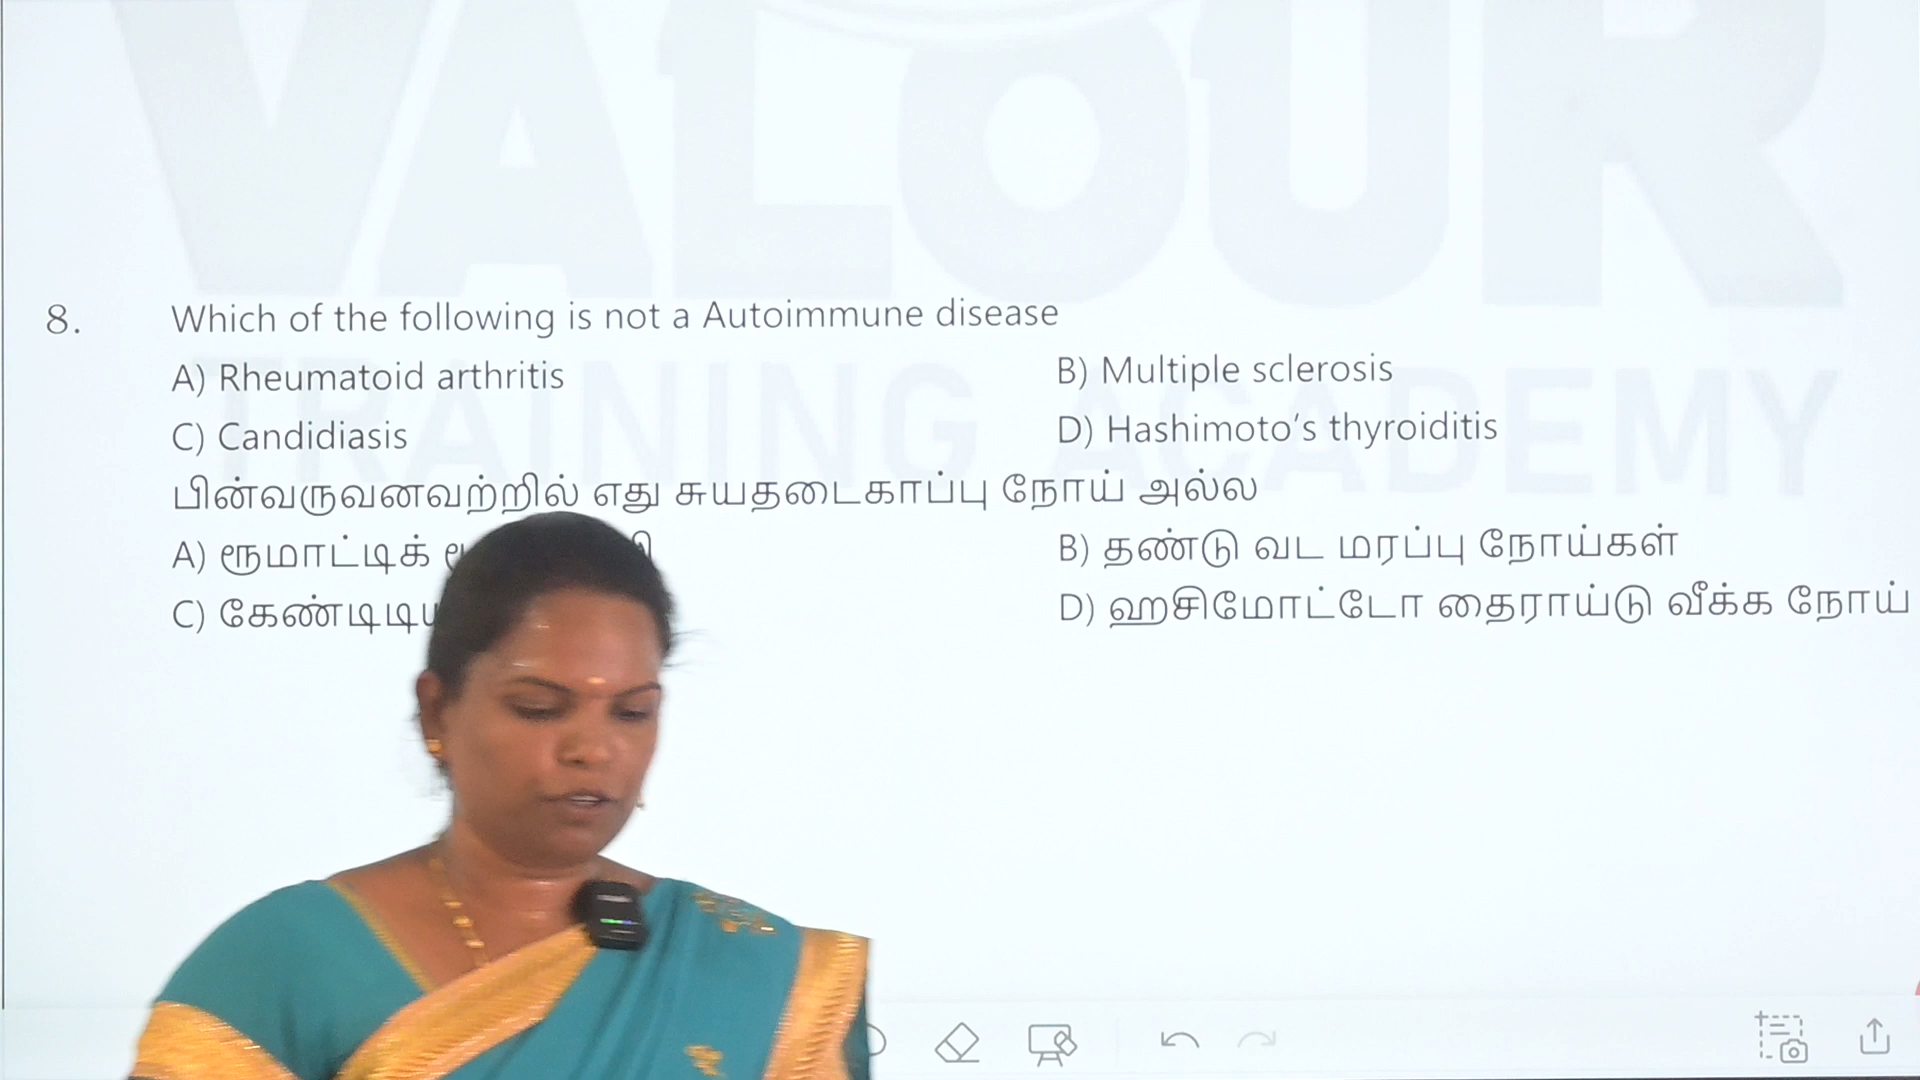 VALOUR
TRAINING ACADEMY
8. Which of the following is not a Autoimmune disease
A) Rheumatoid arthritis B) Multiple sclerosis
C) Candidiasis D) Hashimoto's thyroiditis
பின்வருவனவற்றில் எது சுயதடைகாப்பு நோய் அல்ல
A) ரூமாட்டிக் B) தண்டு வட மரப்பு நோய்கள்
C) D) ஹசிமோட்டோ தைராய்டு வீக்க நோய்